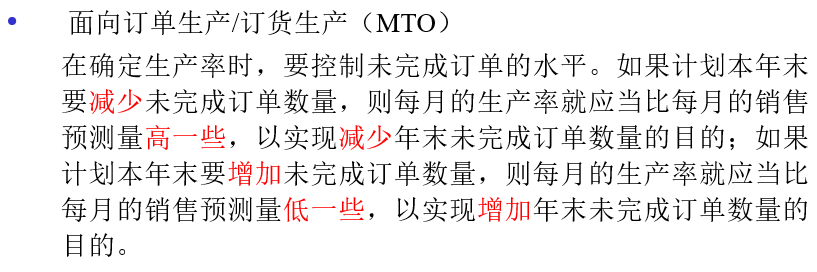 • 面向订单生产/订货生产（MTO）
在确定生产率时，要控制未完成订单的水平。如果计划本年末
要减少未完成订单数量，则每月的生产率就应当比每月的销售
预测量高一些，以实现减少年末未完成订单数量的目的；如果
计划本年末要增加未完成订单数量，则每月的生产率就应当比
每月的销售预测量低一些，以实现增加年末未完成订单数量的
目的。